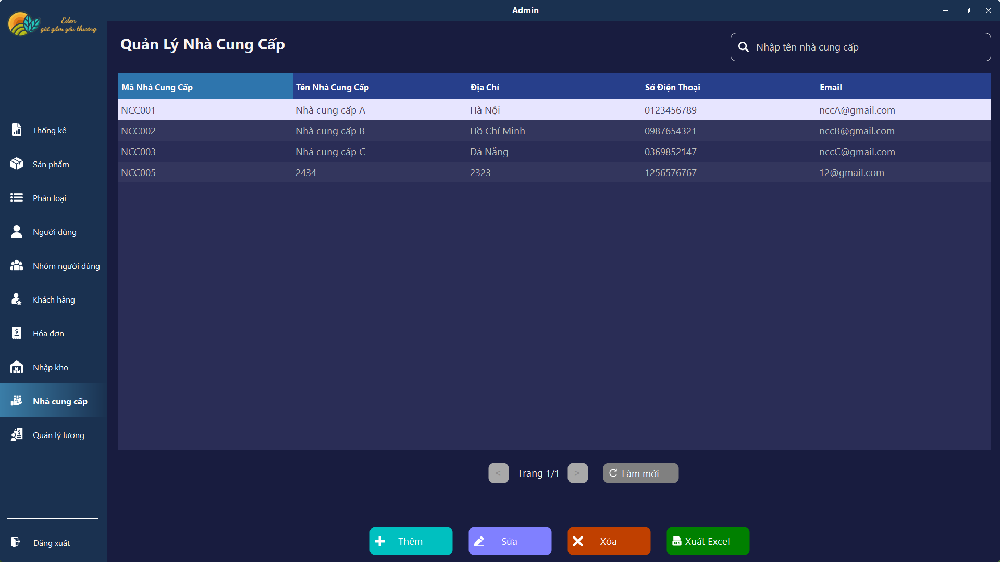 Admin
Eden
gửi gắm yêu thương
Quản Lý Nhà Cung Cấp
Nhập tên nhà cung cấp
Mã Nhà Cung Cấp Tên Nhà Cung Cấp Địa Chỉ Số Điện Thoại Email
NCC001 Nhà cung cấp A Hà Nội 0123456789 nccA@gmail.com
NCC002 Nhà cung cấp B Hồ Chí Minh 0987654321 nccB@gmail.com
NCC003 Nhà cung cấp C Đà Nẵng 0369852147 nccC@gmail.com
NCC005 2434 2323 1256576767 12@gmail.com
Thống kê
Sản phẩm
Phân loại
Người dùng
Nhóm người dùng
Khách hàng
Hóa đơn
Nhập kho
Nhà cung cấp
Quản lý lương
Đăng xuất
< Trang 1/1 > Làm mới
Thêm Sửa Xóa XLS Xuất Excel